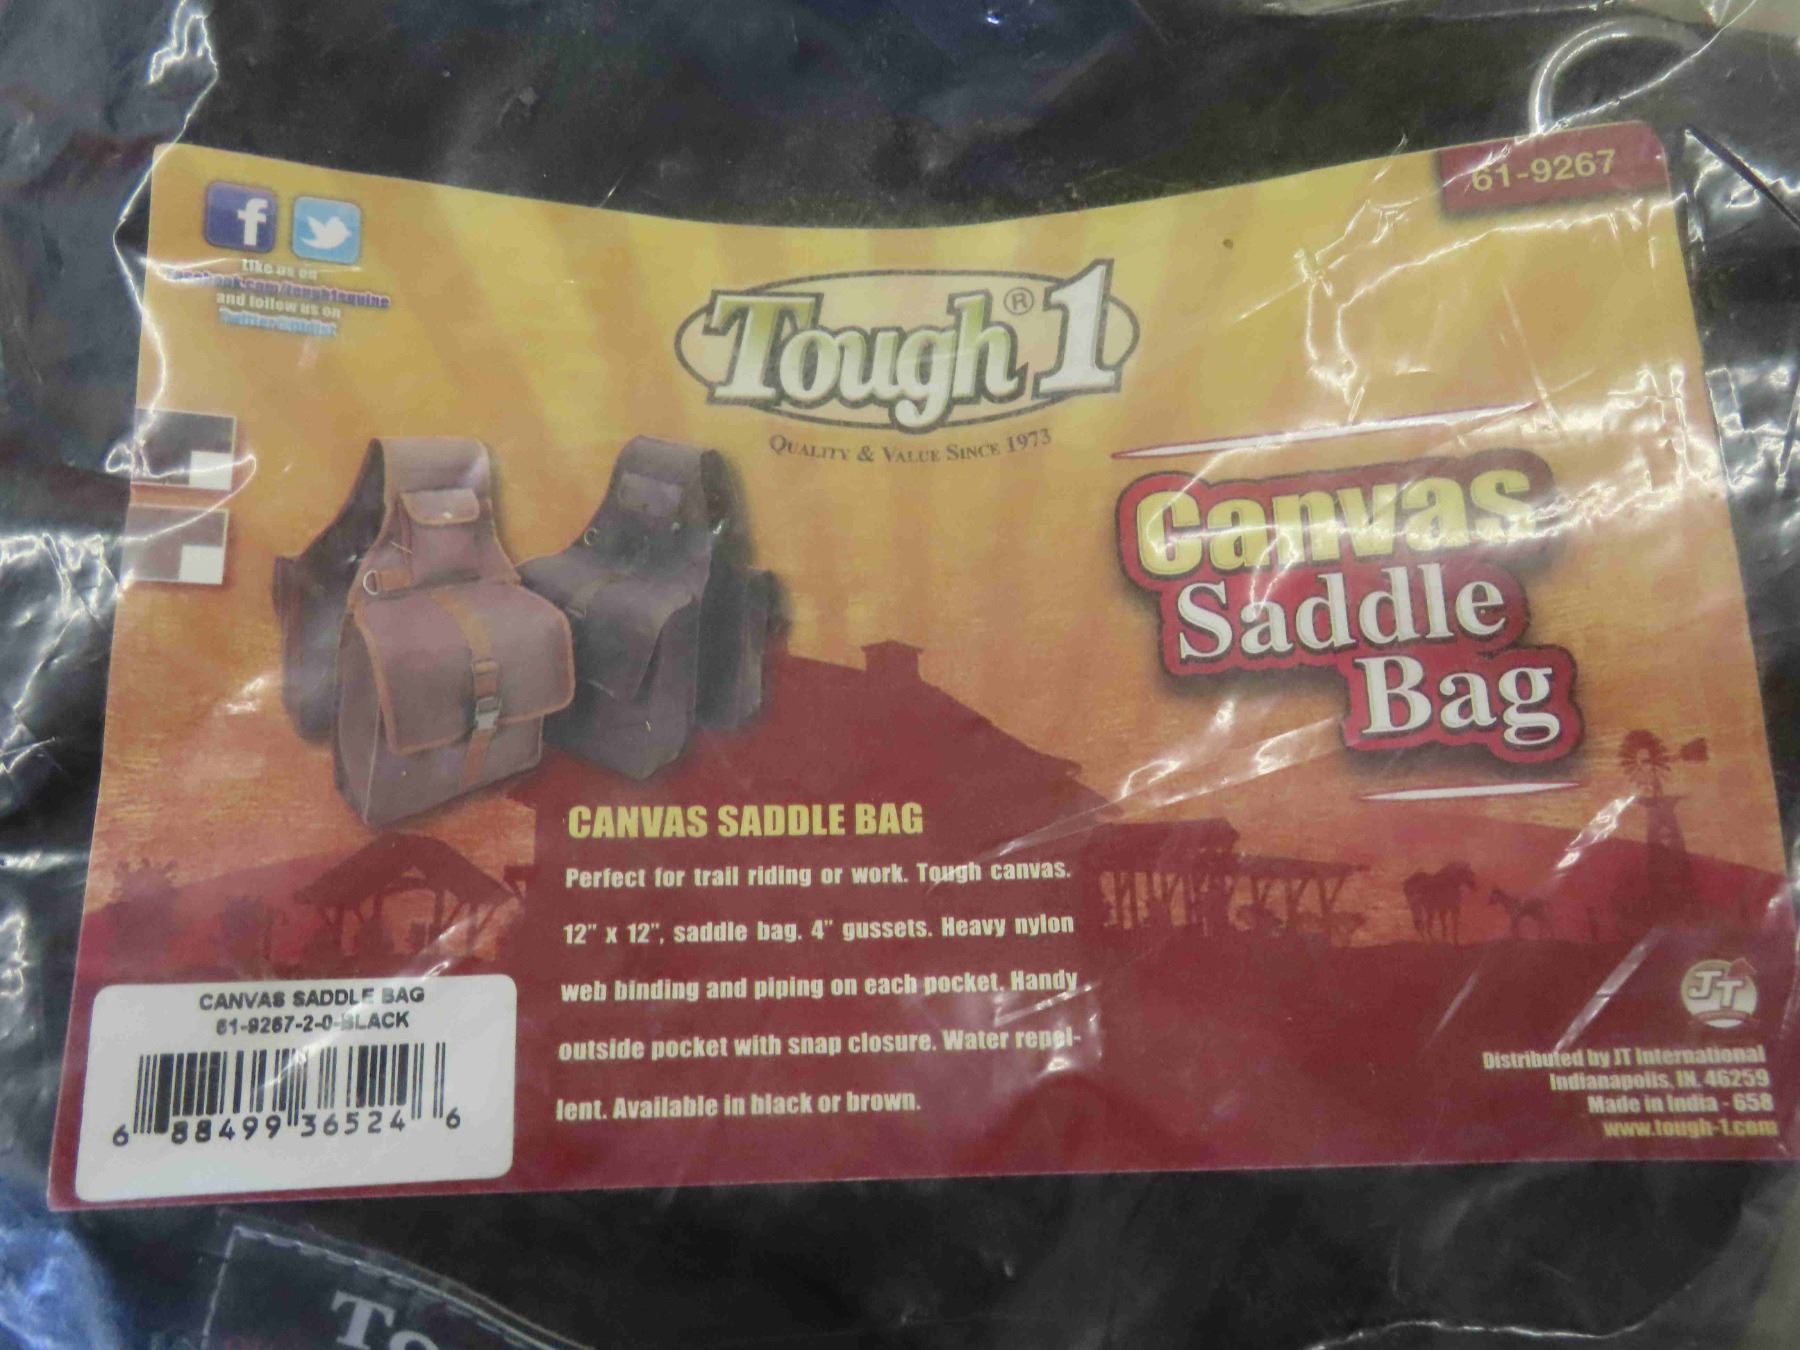 61-9267
f
Like us on
Facebook.com/tough1equine
and follow us on
Tough®1
QUALITY & VALUE SINCE 1973
Canvas
Saddle
Bag
CANVAS SADDLE BAG
Perfect for trail riding or work. Tough canvas.
12" x 12", saddle bag. 4" gussets. Heavy nylon
web binding and piping on each pocket. Handy
outside pocket with snap closure. Water repel-
lent. Available in black or brown.
CANVAS SADDLE BAG
61-9267-2-0-BLACK
6 88499 36524 6
JT
Distributed by JT International
Indianapolis, IN. 46259
Made in India - 658
www.tough-1.com
To